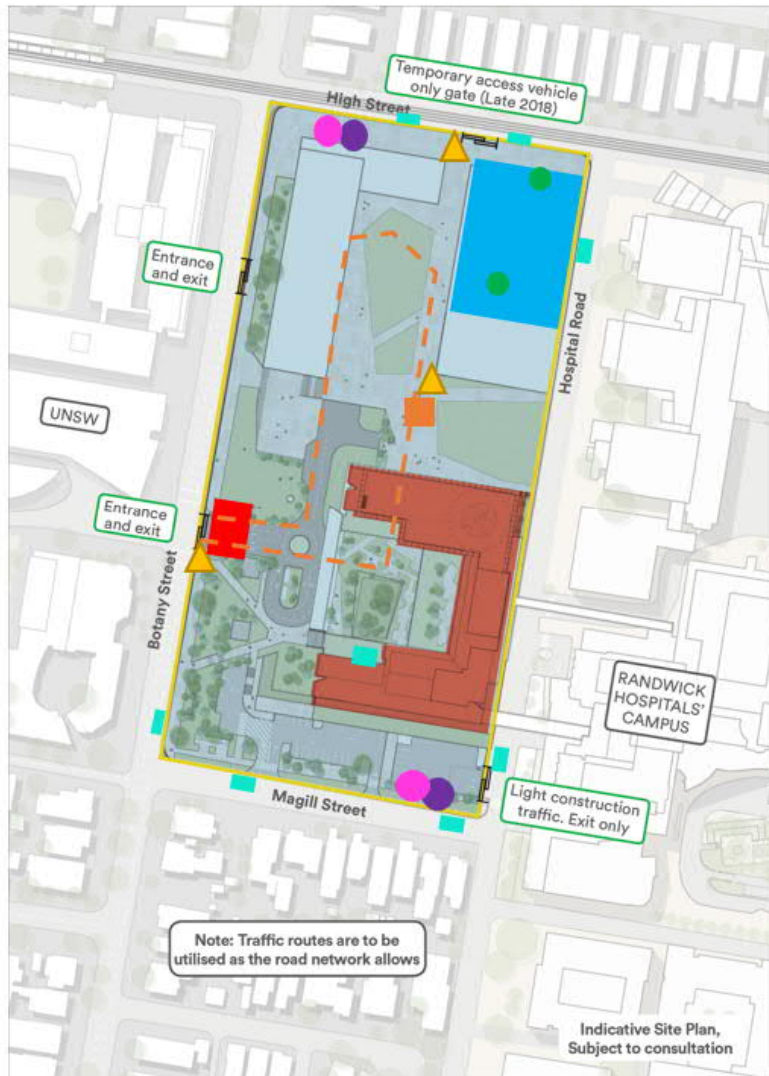 Temporary access vehicle
only gate (Late 2018)
High Street
Entrance
and exit
Hospital Road
UNSW
Entrance
and exit
Botany Street
RANDWICK
HOSPITALS'
CAMPUS
Light construction
traffic. Exit only
Magill Street
Note: Traffic routes are to be
utilised as the road network allows
Indicative Site Plan,
Subject to consultation